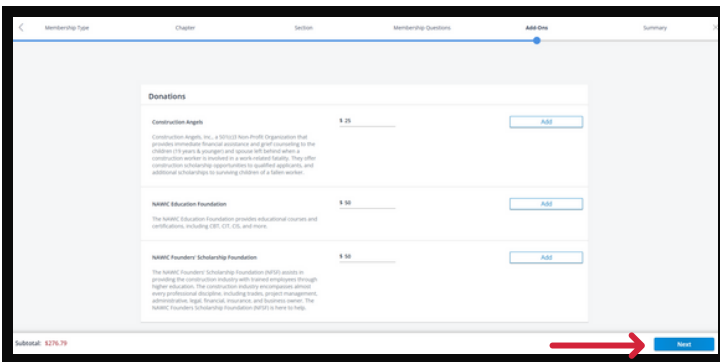 Membership Type Chapter Section Membership Questions Add-Ons Summary
Donations
Construction Angels $ 25 Add
Construction Angels, Inc., a 501(c)3 Non-Profit Organization that
provides immediate financial assistance and grief counseling to the
children (19 years & younger) and spouse left behind when a
construction worker is involved in a work-related fatality. They offer
construction scholarship opportunities to qualified applicants, and
additional scholarships to surviving children of a fallen worker.
NAWIC Education Foundation $ 50 Add
The NAWIC Education Foundation provides educational courses and
certifications, including CBT, CIT, CIS, and more.
NAWIC Founders' Scholarship Foundation $ 50 Add
The NAWIC Founders' Scholarship Foundation (NFSF) assists in
providing the construction industry with trained employees through
higher education. The construction industry encompasses almost
every professional discipline, including trades, project management,
administrative, legal, financial, insurance, and business owner. The
NAWIC Founders Scholarship Foundation (NFSF) is here to help.
Subtotal: $276.79 Next